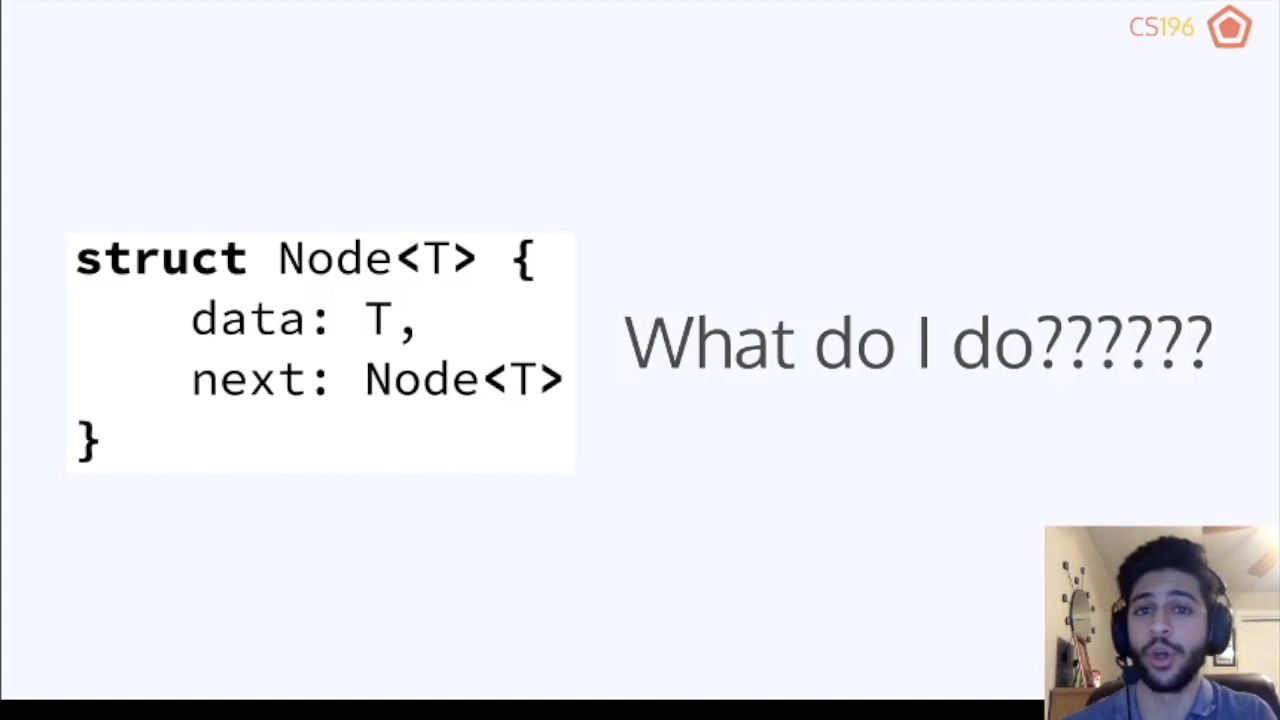 CS196
struct Node<T> {
    data: T,
    next: Node<T>
}
What do I do??????